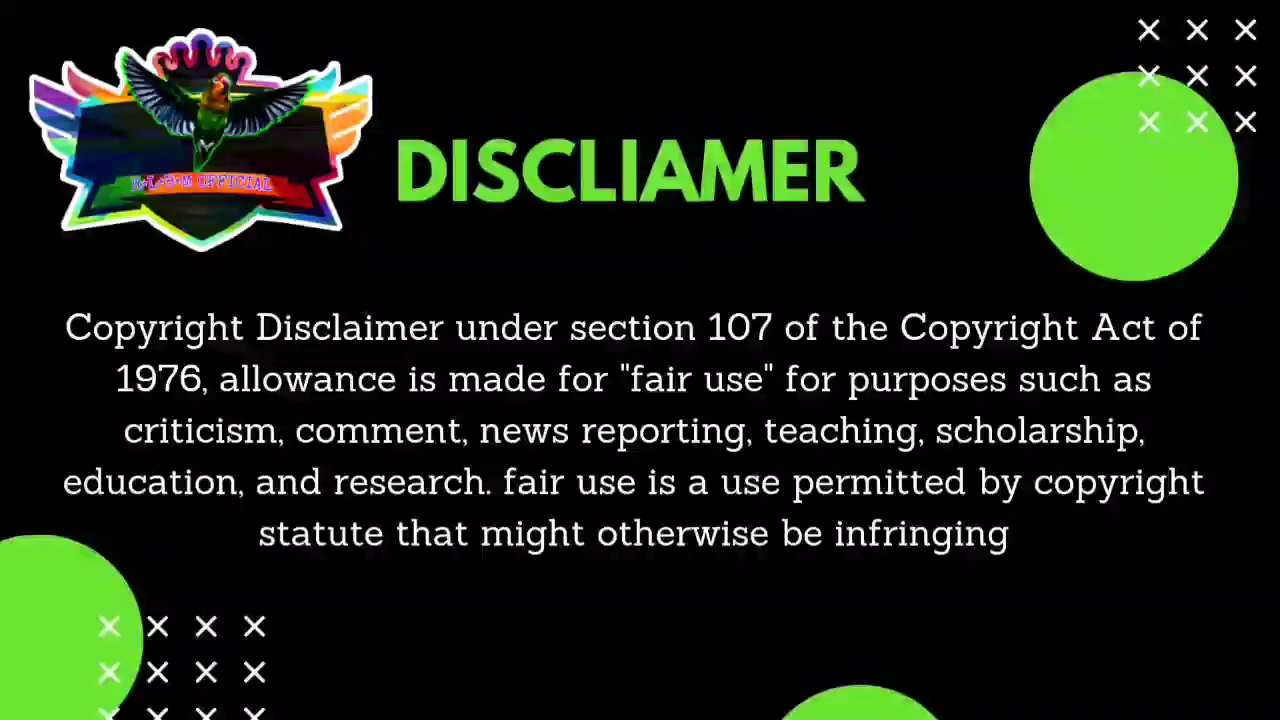 K•L•B•M OFFICIAL
DISCLIAMER
Copyright Disclaimer under section 107 of the Copyright Act of
1976, allowance is made for "fair use" for purposes such as
criticism, comment, news reporting, teaching, scholarship,
education, and research. fair use is a use permitted by copyright
statute that might otherwise be infringing